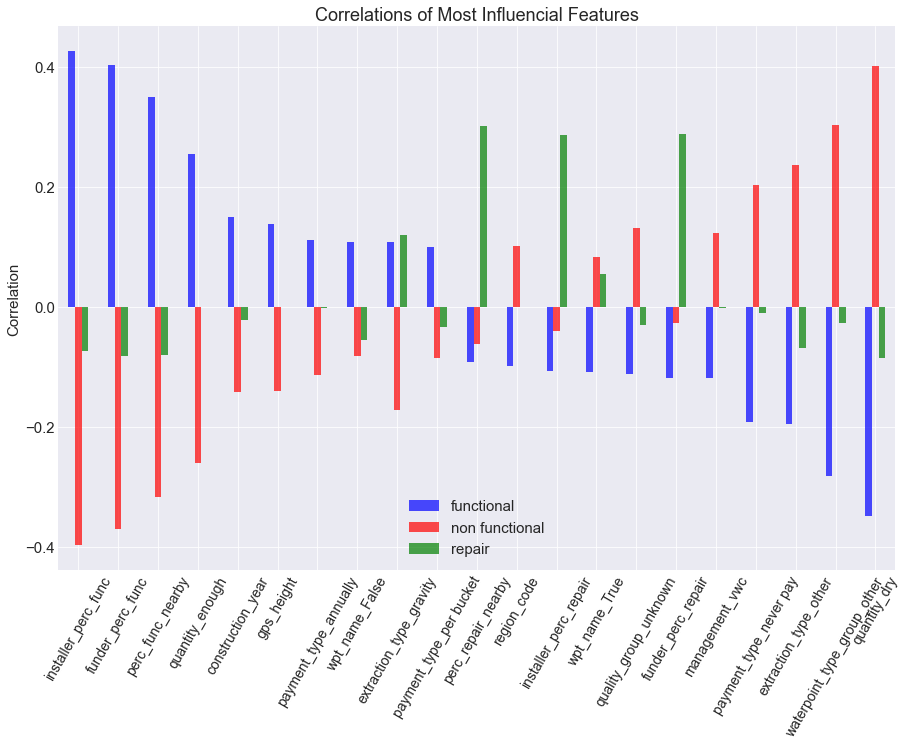 Correlations of Most Influencial Features
0.4
0.2
0.0
−0.2
−0.4
Correlation
functional
non functional
repair
installer_perc_func
funder_perc_func
perc_func_nearby
quantity_enough
construction_year
gps_height
payment_type_annually
wpt_name_False
extraction_type_gravity
payment_type_per bucket
perc_repair_nearby
region_code
installer_perc_repair
wpt_name_True
quality_group_unknown
funder_perc_repair
management_vwc
payment_type_never pay
extraction_type_other
waterpoint_type_group_other
quantity_dry